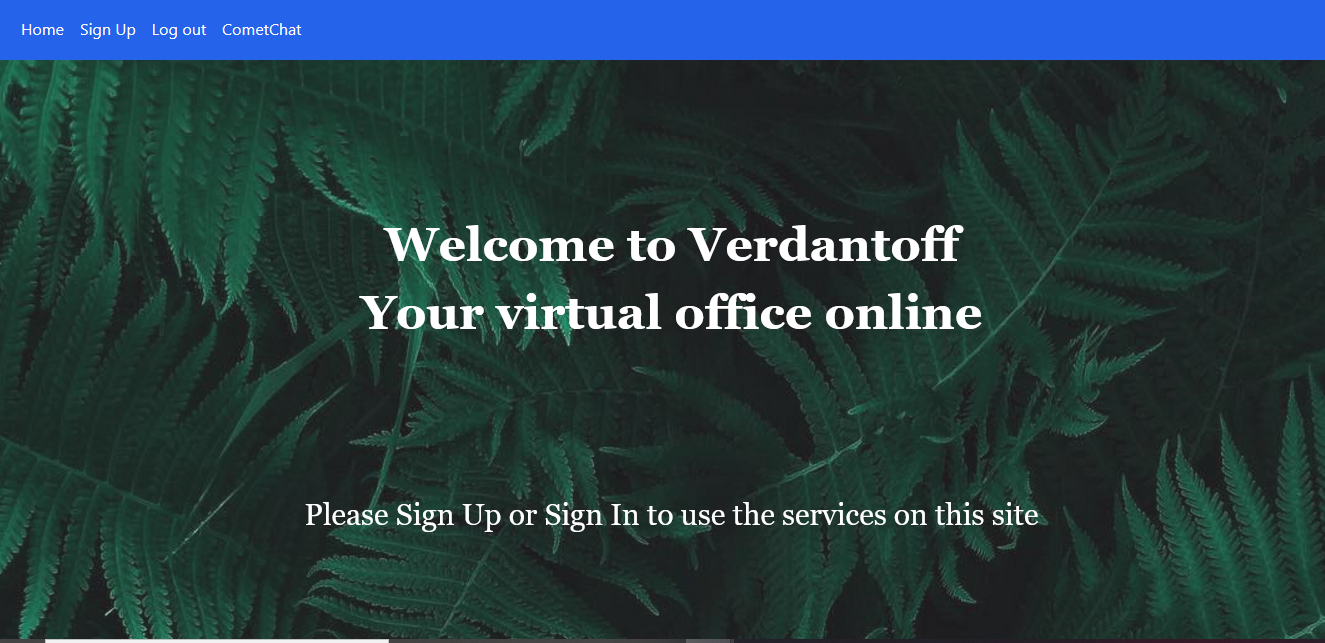 Home Sign Up Log out CometChat
Welcome to Verdantoff
Your virtual office online
Please Sign Up or Sign In to use the services on this site